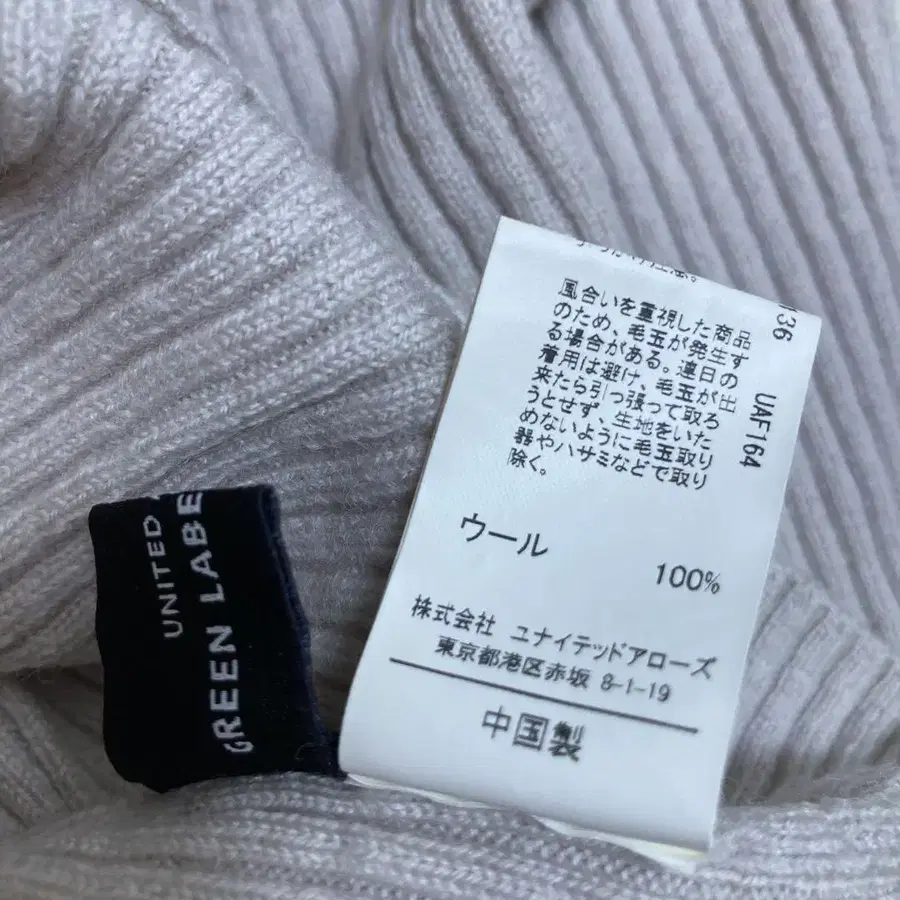 風合いを重視した商品
のため、毛玉が発生す
る場合がある。連日の
着用は避け、毛玉が出
来たら引っ張って取ろ
うとせず、生地をいた
めないように毛玉取り
器やハサミなどで取り
除く。
ウール
100%
株式会社 ユナイテッドアローズ
東京都港区赤坂 8-1-19
中国製
36 UAF164
UNITED
GREEN LABE